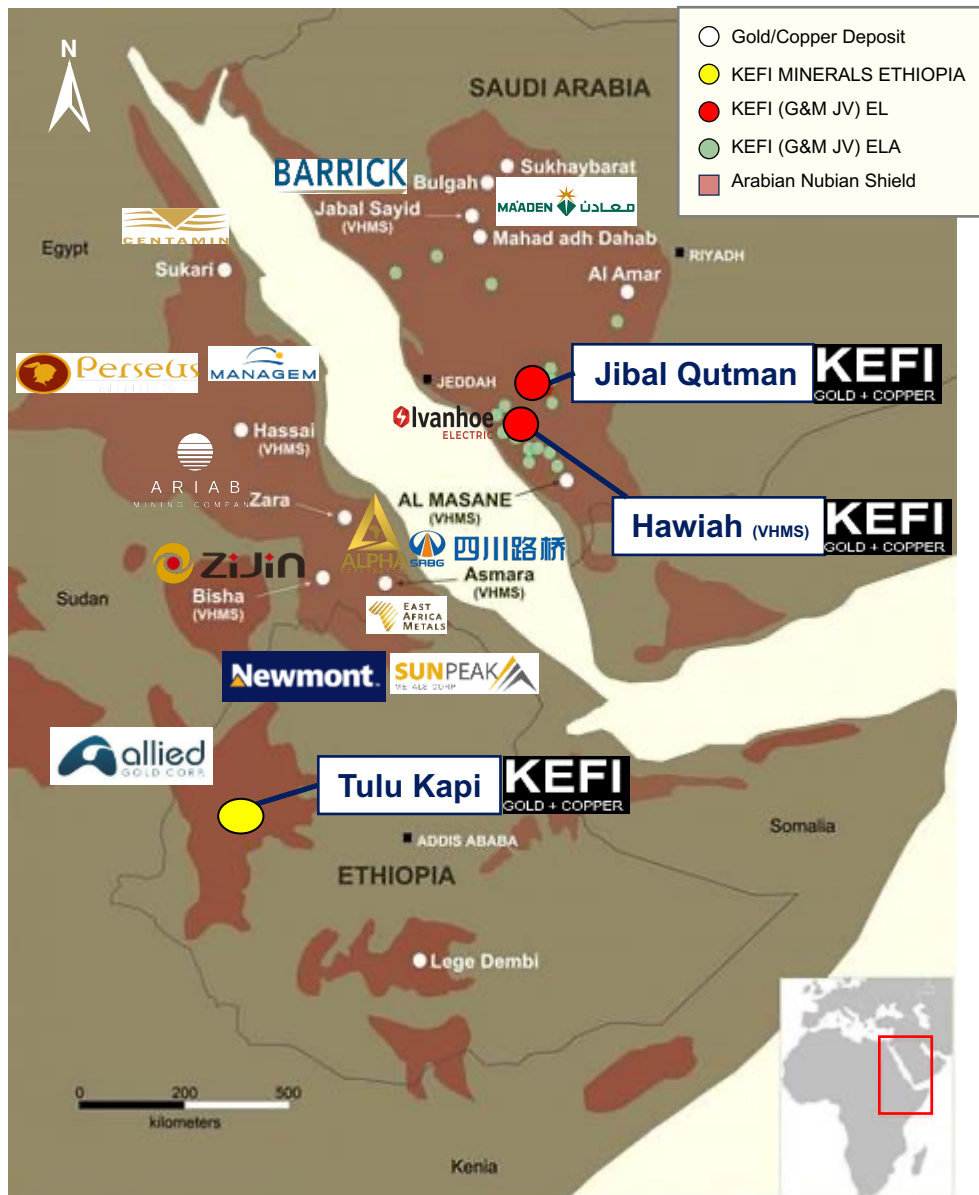 N
Gold/Copper Deposit
KEFI MINERALS ETHIOPIA
KEFI (G&M JV) EL
KEFI (G&M JV) ELA
Arabian Nubian Shield
SAUDI ARABIA
BARRICK
Bulgah
Sukhaybarat
Jabal Sayid
(VHMS)
MA'ADEN معادن
Mahad adh Dahab
CENTAMIN
Egypt
Sukari
RIYADH
Al Amar
Perseus
MANAGEM
JEDDAH
Jibal Qutman
KEFI
GOLD + COPPER
Ivanhoe
ELECTRIC
Hassai
(VHMS)
ARIAB
MINING COMPAN
Zara
AL MASANE
(VHMS)
Hawiah (VHMS)
KEFI
GOLD + COPPER
ALPHA
SRBG
四川路桥
ZiJin
Bisha
(VHMS)
Asmara
(VHMS)
Sudan
EAST
AFRICA
METALS
Newmont
SUNPEAK
METALS CORP
allied
GOLD CORP.
Tulu Kapi
KEFI
GOLD + COPPER
ADDIS ABABA
Somalia
ETHIOPIA
Lege Dembi
0 200 500
kilometers
Kenia